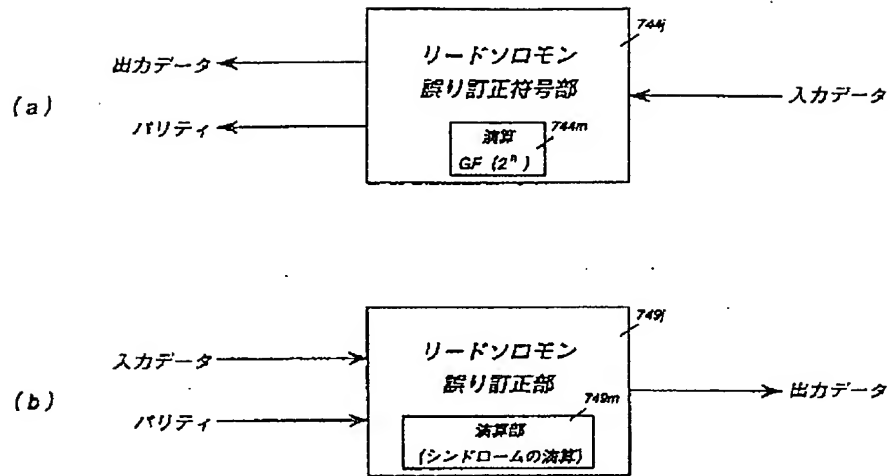 (a)
出力データ
パリティ
リードソロモン
誤り訂正符号部
744j
演算
GF (2ⁿ)
744m
入力データ
(b)
入力データ
パリティ
リードソロモン
誤り訂正部
749j
749m
演算部
(シンドロームの演算)
出力データ